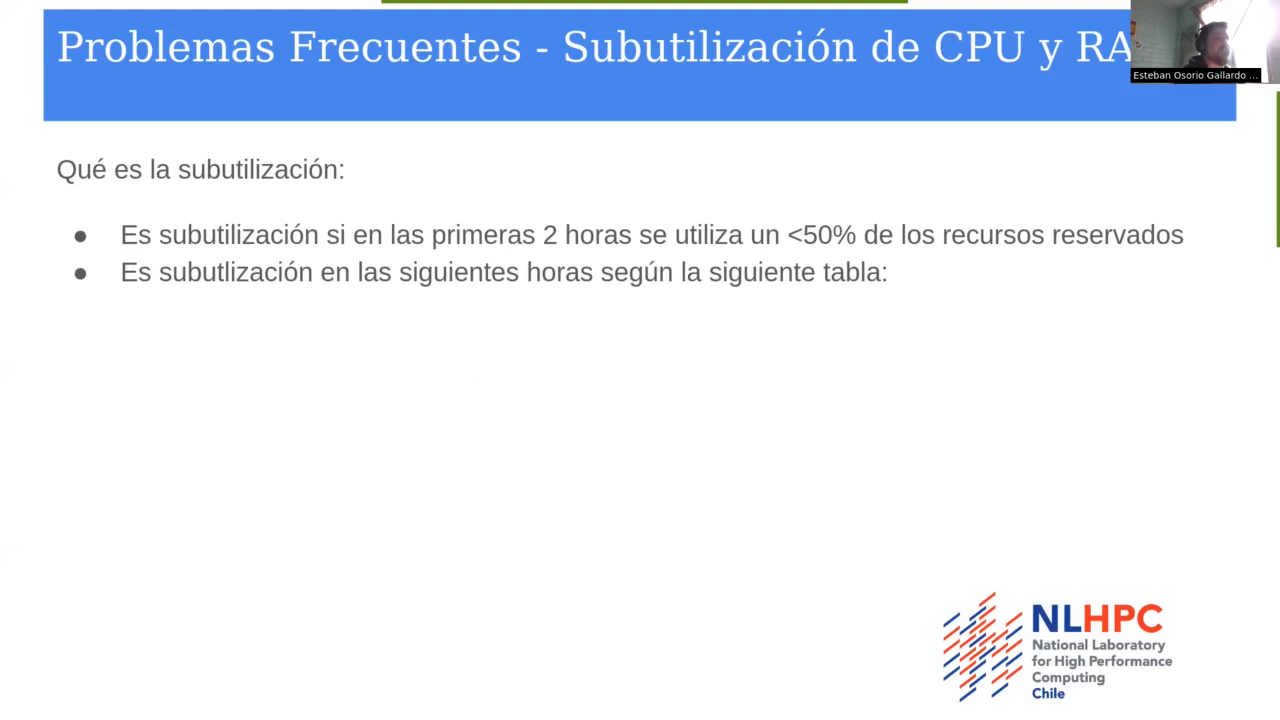 Problemas Frecuentes - Subutilización de CPU y RA
Esteban Osorio Gallardo ...
Qué es la subutilización:
● Es subutilización si en las primeras 2 horas se utiliza un <50% de los recursos reservados
● Es subutlización en las siguientes horas según la siguiente tabla:
NLHPC
National Laboratory
for High Performance
Computing
Chile